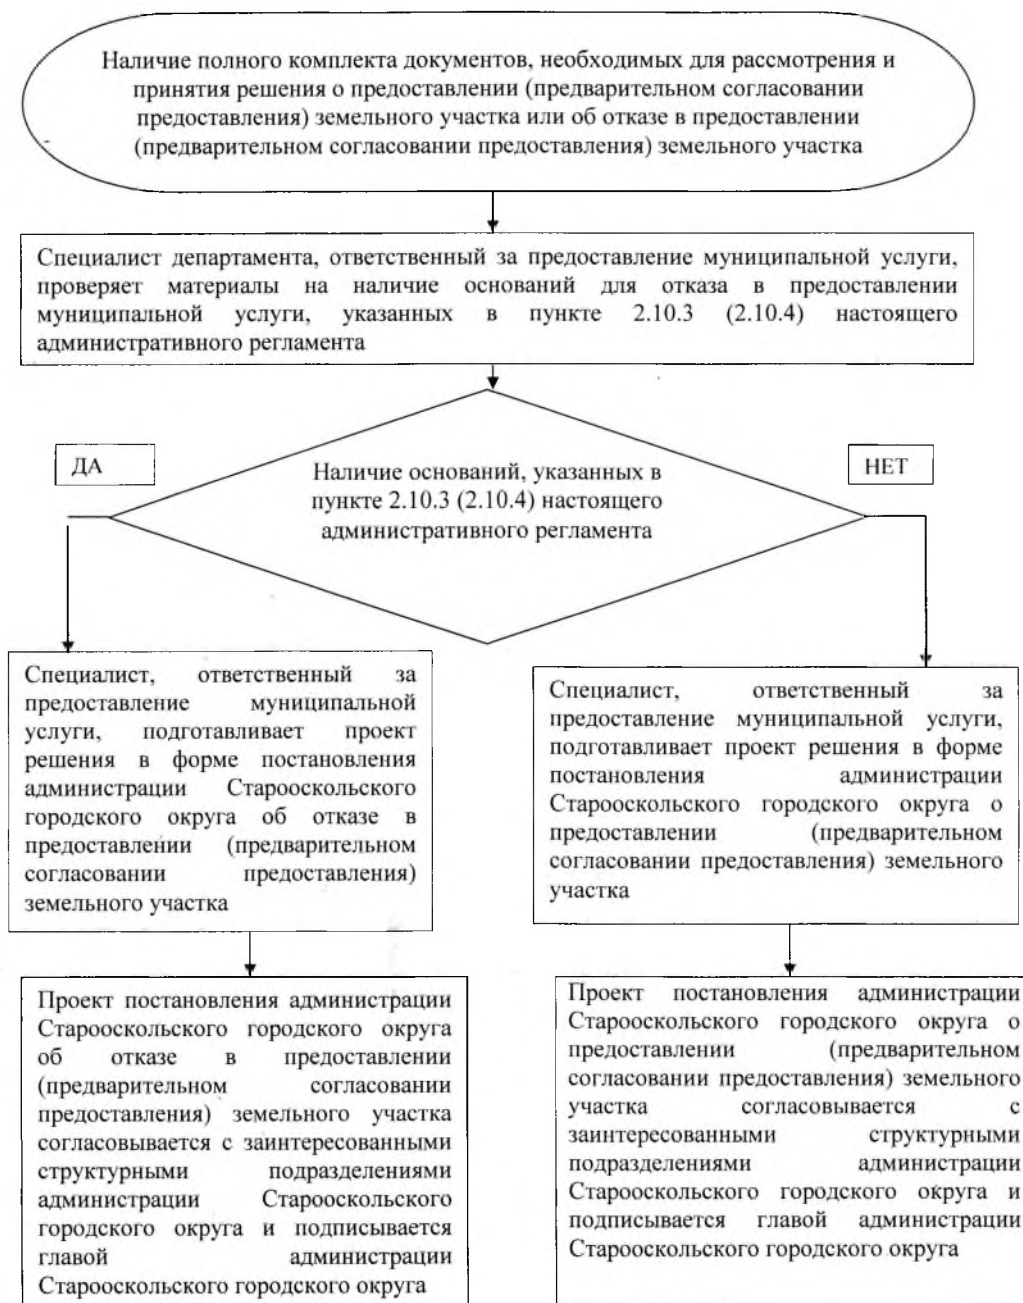 Наличие полного комплекта документов, необходимых для рассмотрения и
принятия решения о предоставлении (предварительном согласовании
предоставления) земельного участка или об отказе в предоставлении
(предварительном согласовании предоставления) земельного участка
Специалист департамента, ответственный за предоставление муниципальной услуги,
проверяет материалы на наличие оснований для отказа в предоставлении
муниципальной услуги, указанных в пункте 2.10.3 (2.10.4) настоящего
административного регламента
ДА
НЕТ
Наличие оснований, указанных в
пункте 2.10.3 (2.10.4) настоящего
административного регламента
Специалист, ответственный за
предоставление муниципальной
услуги, подготавливает проект
решения в форме постановления
администрации Старооскольского
городского округа об отказе в
предоставлении (предварительном
согласовании предоставления)
земельного участка
Специалист, ответственный за
предоставление муниципальной услуги,
подготавливает проект решения в форме
постановления администрации
Старооскольского городского округа о
предоставлении (предварительном
согласовании предоставления) земельного
участка
Проект постановления администрации
Старооскольского городского округа
об отказе в предоставлении
(предварительном согласовании
предоставления) земельного участка
согласовывается с заинтересованными
структурными подразделениями
администрации Старооскольского
городского округа и подписывается
главой администрации
Старооскольского городского округа
Проект постановления администрации
Старооскольского городского округа о
предоставлении (предварительном
согласовании предоставления) земельного
участка согласовывается с
заинтересованными структурными
подразделениями администрации
Старооскольского городского округа и
подписывается главой администрации
Старооскольского городского округа